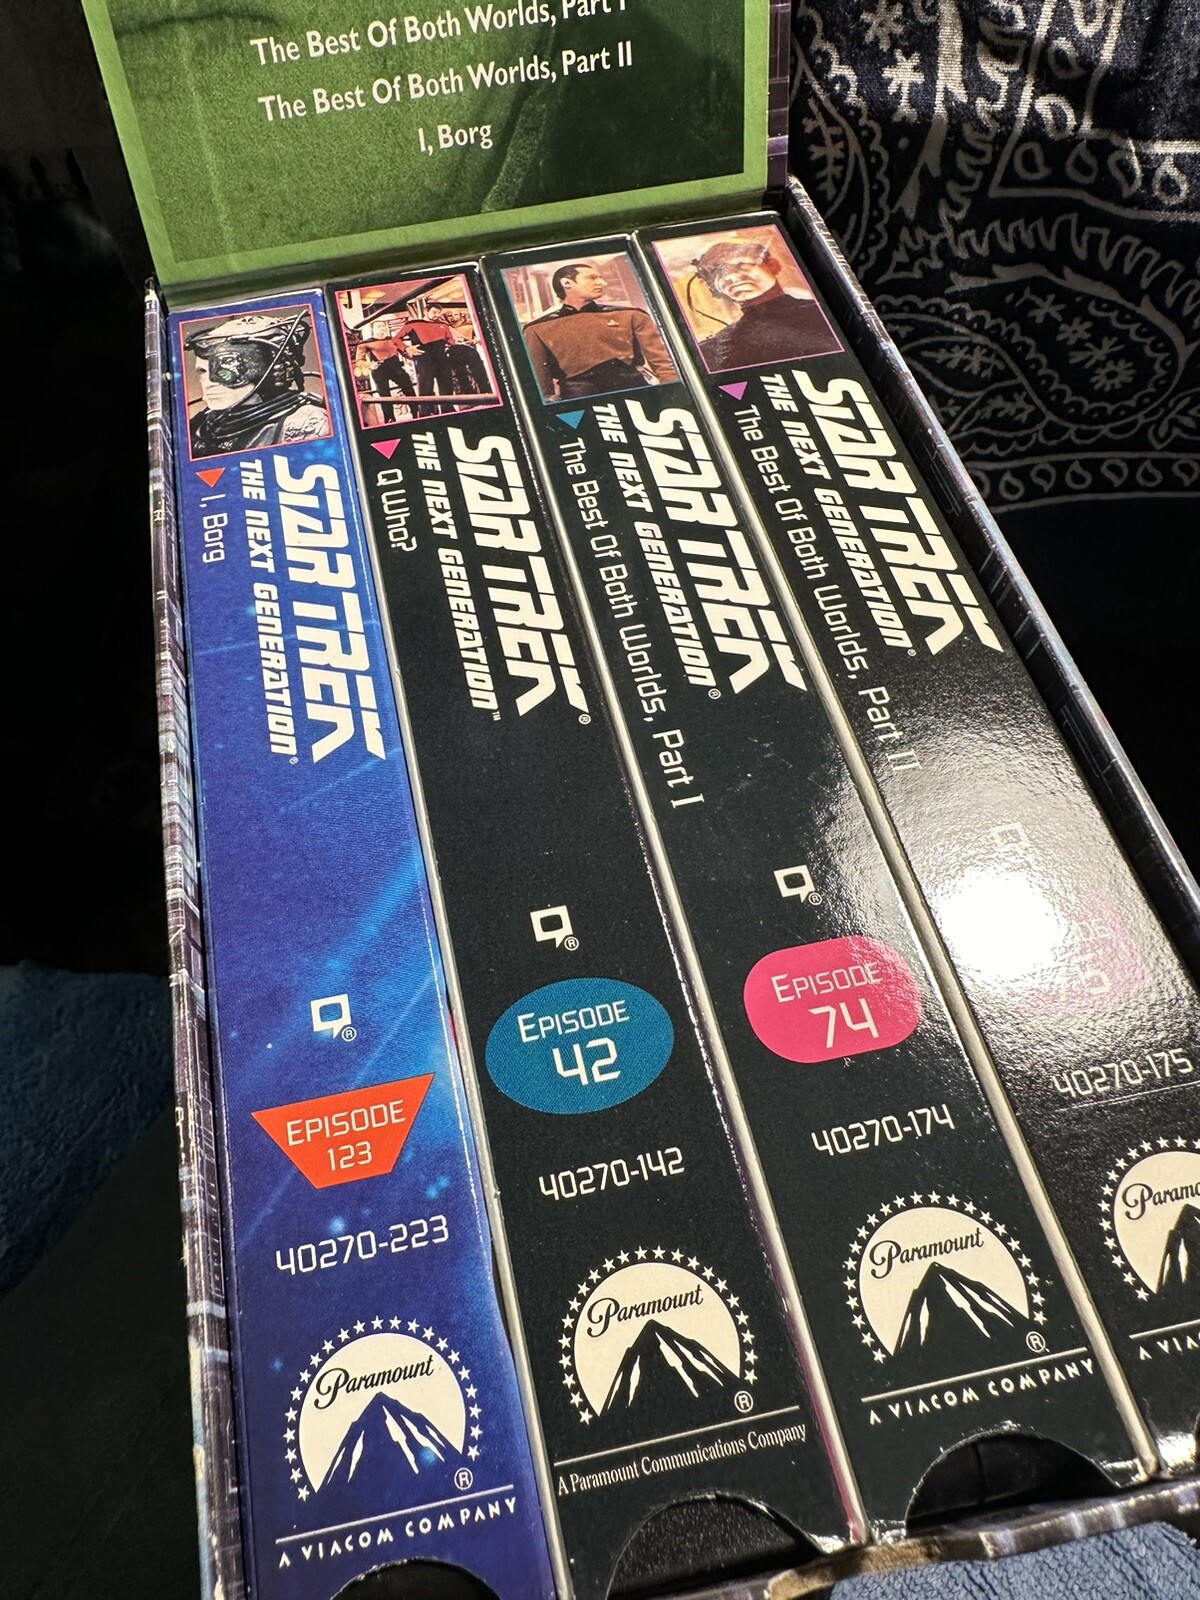 The Best Of Both Worlds, Part I
The Best Of Both Worlds, Part II
I, Borg
I, Borg
STAR TREK
THE NEXT GENERATION®
®
EPISODE
123
40270-223
Paramount
®
A VIACOM COMPANY
Q Who?
STAR TREK®
THE NEXT GENERATION™
®
EPISODE
42
40270-142
Paramount
®
A Paramount Communications Company
The Best Of Both Worlds, Part I
STAR TREK
THE NEXT GENERATION®
®
EPISODE
74
40270-174
Paramount
®
A VIACOM COMPANY
The Best Of Both Worlds, Part II
STAR TREK
THE NEXT GENERATION®
40270-175
A VIA